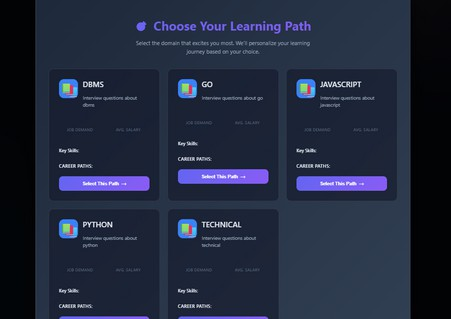 Choose Your Learning Path
Select the domain that excites you most. We'll personalize your learning
journey based on your choice.
DBMS
Interview questions about
dbms
JOB DEMAND
AVG. SALARY
Key Skills:
CAREER PATHS:
Select This Path →
GO
Interview questions about go
JOB DEMAND
AVG. SALARY
Key Skills:
CAREER PATHS:
Select This Path →
JAVASCRIPT
Interview questions about
javascript
JOB DEMAND
AVG. SALARY
Key Skills:
CAREER PATHS:
Select This Path →
PYTHON
Interview questions about
python
JOB DEMAND
AVG. SALARY
Key Skills:
CAREER PATHS:
TECHNICAL
Interview questions about
technical
JOB DEMAND
AVG. SALARY
Key Skills:
CAREER PATHS: